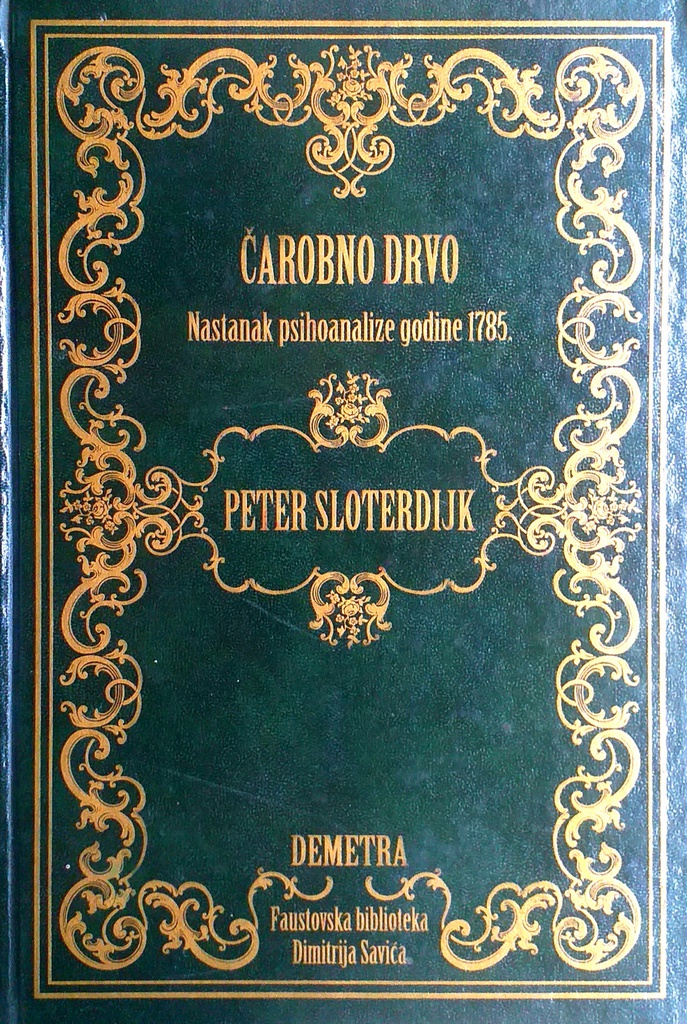 ČAROBNO DRVO
Nastanak psihoanalize godine 1785.
PETER SLOTERDIJK
DEMETRA
Faustovska biblioteka
Dimitrija Savića